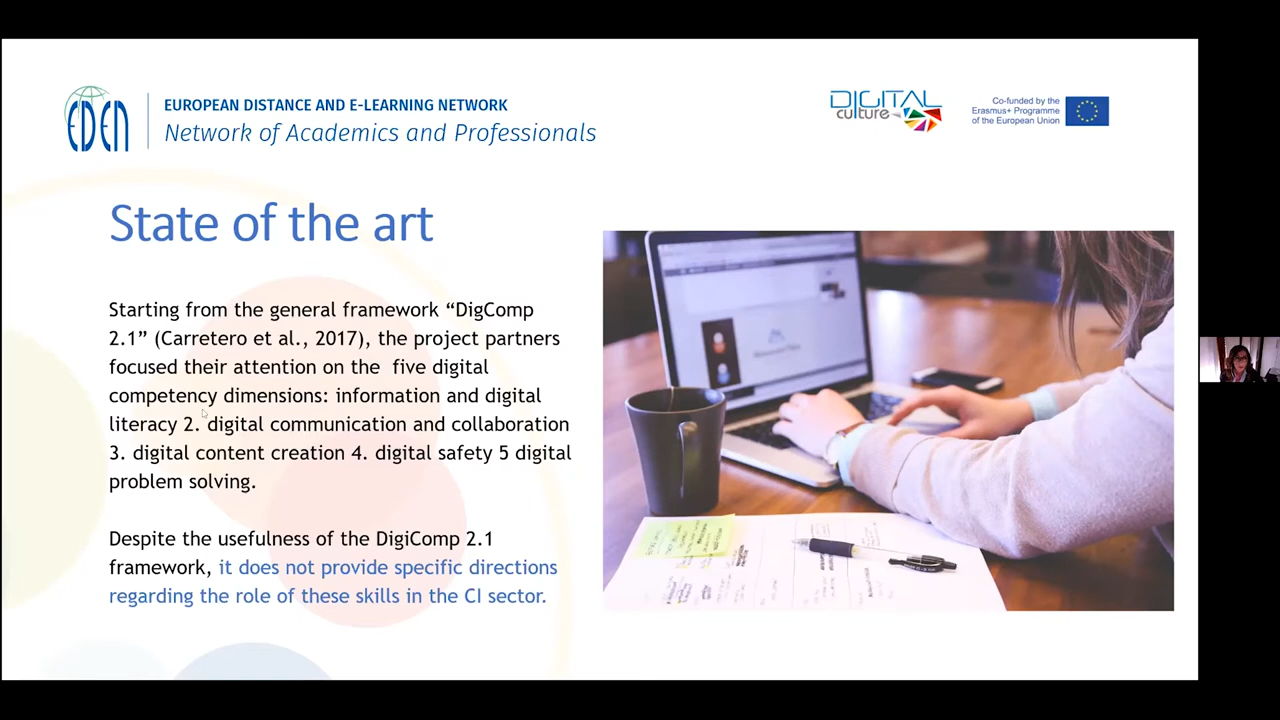 EDEN
EUROPEAN DISTANCE AND E-LEARNING NETWORK
Network of Academics and Professionals
DIGITAL
culture
Co-funded by the
Erasmus+ Programme
of the European Union
State of the art
Starting from the general framework “DigComp
2.1” (Carretero et al., 2017), the project partners
focused their attention on the  five digital
competency dimensions: information and digital
literacy 2. digital communication and collaboration
3. digital content creation 4. digital safety 5 digital
problem solving.
Despite the usefulness of the DigiComp 2.1
framework, it does not provide specific directions
regarding the role of these skills in the CI sector.